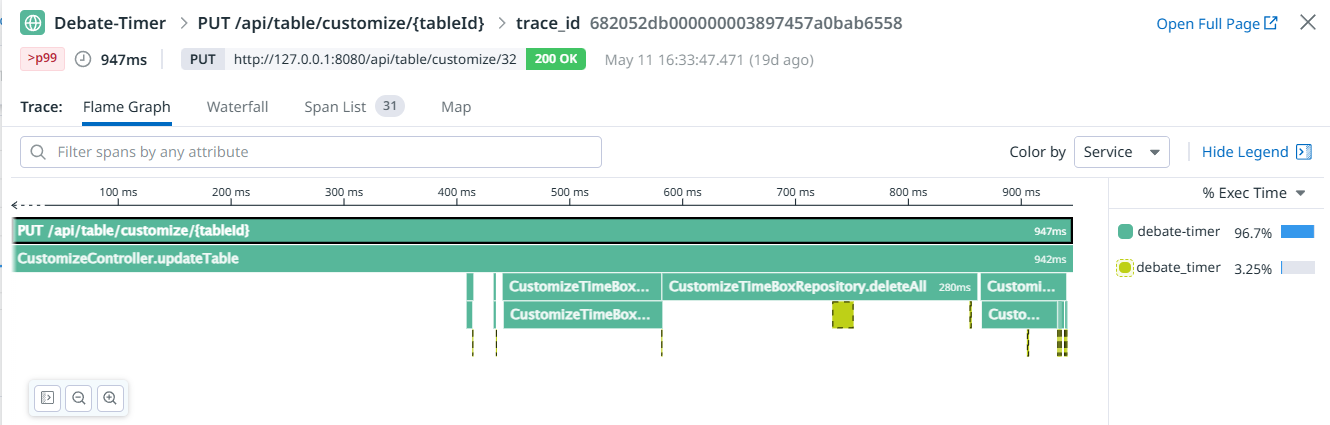 Debate-Timer > PUT /api/table/customize/{tableId} > trace_id 682052db000000003897457a0bab6558 Open Full Page
>p99 947ms PUT http://127.0.0.1:8080/api/table/customize/32 200 OK May 11 16:33:47.471 (19d ago)
Trace: Flame Graph Waterfall Span List 31 Map
Filter spans by any attribute Color by Service Hide Legend
100 ms 200 ms 300 ms 400 ms 500 ms 600 ms 700 ms 800 ms 900 ms % Exec Time
PUT /api/table/customize/{tableId} 947ms debate-timer 96.7%
CustomizeController.updateTable 942ms debate_timer 3.25%
CustomizeTimeBox... CustomizeTimeBoxRepository.deleteAll 280ms Customi...
CustomizeTimeBox... Custo...